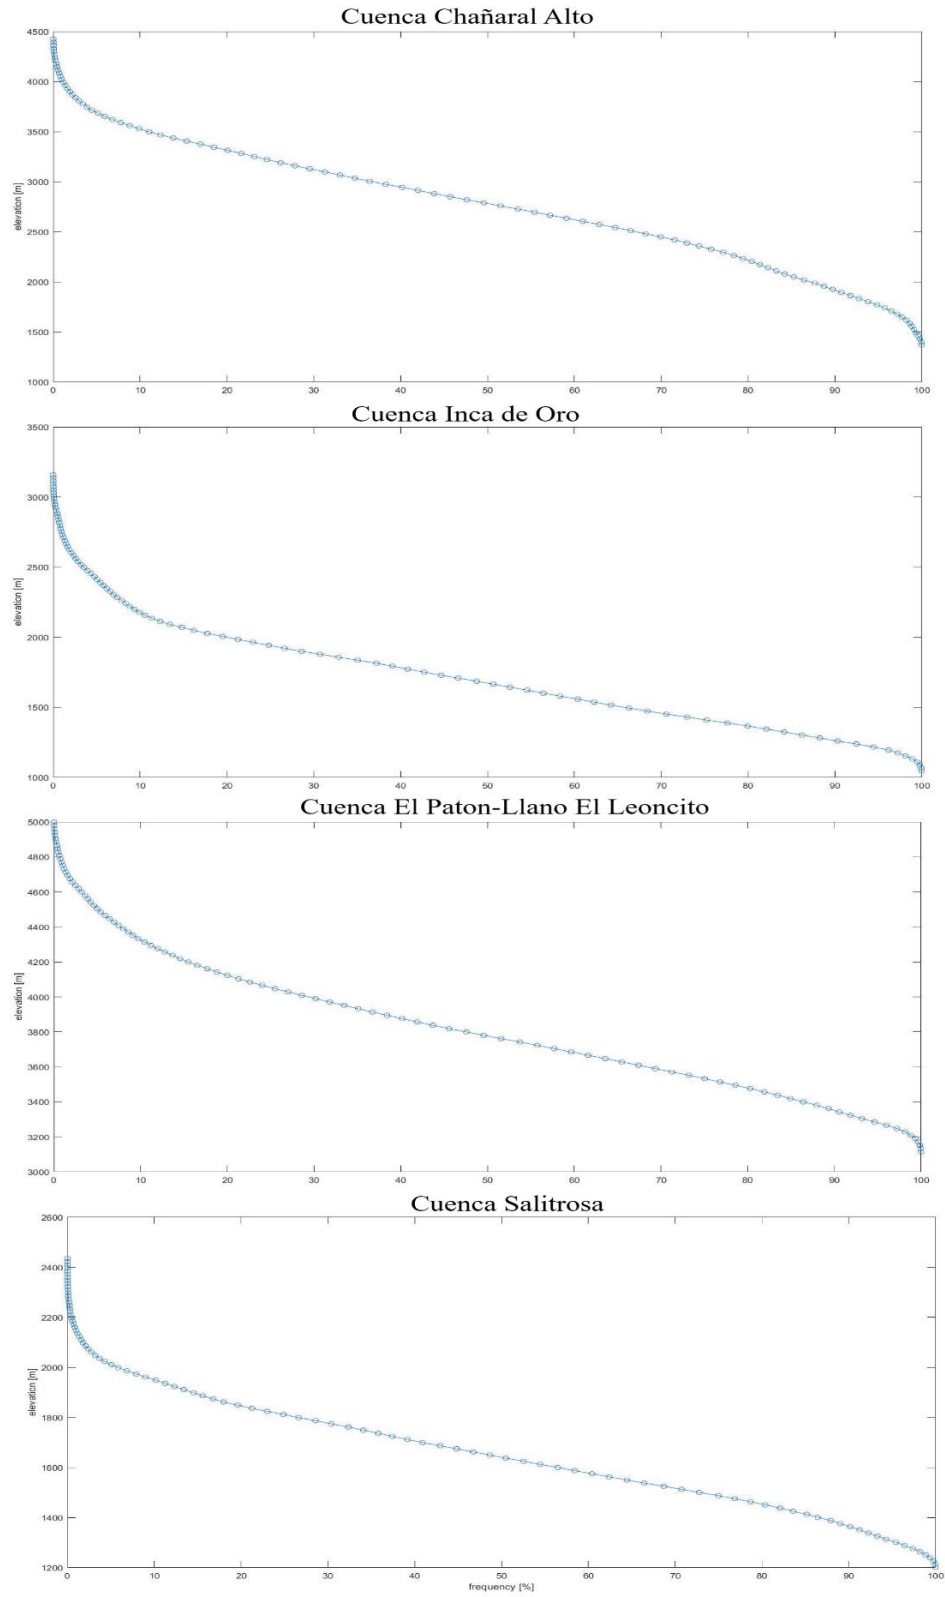 Cuenca Chañaral Alto
4500
4000
3500
3000
2500
2000
1500
1000
elevation [m]
0 10 20 30 40 50 60 70 80 90 100
Cuenca Inca de Oro
3500
3000
2500
2000
1500
1000
elevation [m]
0 10 20 30 40 50 60 70 80 90 100
Cuenca El Paton-Llano El Leoncito
5000
4800
4600
4400
4200
4000
3800
3600
3400
3200
3000
elevation [m]
0 10 20 30 40 50 60 70 80 90 100
Cuenca Salitrosa
2600
2400
2200
2000
1800
1600
1400
1200
elevation [m]
0 10 20 30 40 50 60 70 80 90 100
frequency [%]